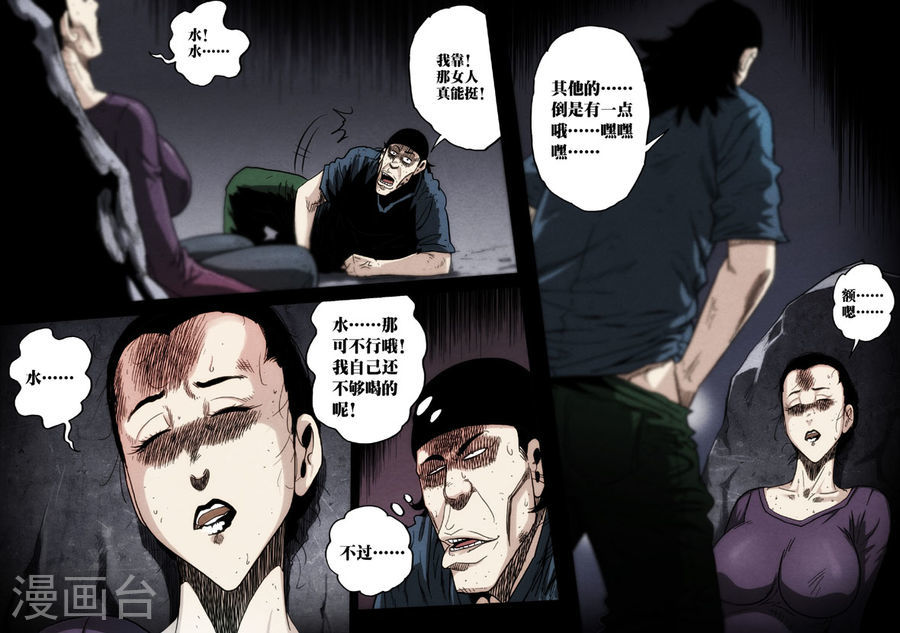 水！
水……
我靠！
那女人
真能挺！
水……
水……那
可不行哦！
我自己还
不够喝的
呢！
不过……
其他的……
倒是有一点
哦……嘿嘿
嘿……
额……
嗯……
漫画台